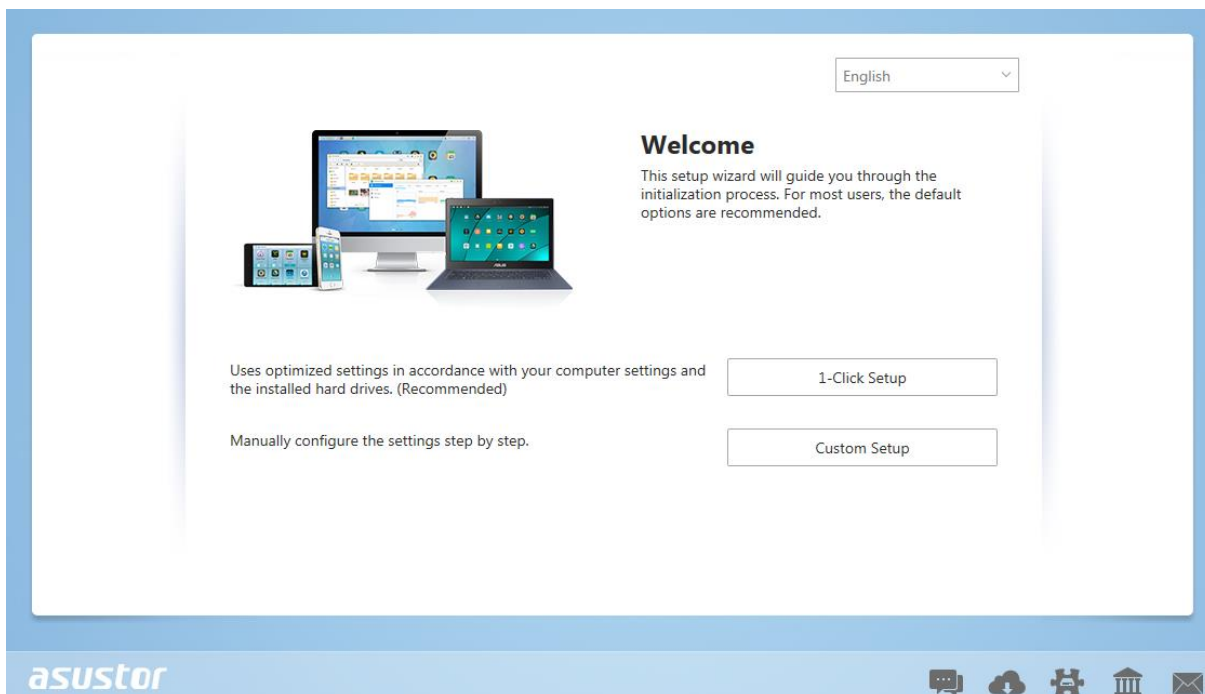 English
Welcome
This setup wizard will guide you through the
initialization process. For most users, the default
options are recommended.
Uses optimized settings in accordance with your computer settings and
the installed hard drives. (Recommended)
1-Click Setup
Manually configure the settings step by step.
Custom Setup
asustor